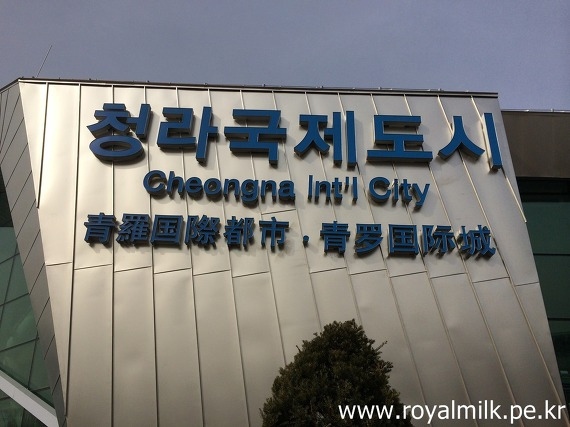 청라국제도시
Cheongna Int'l City
青羅国際都市·青罗国际城
www.royalmilk.pe.kr